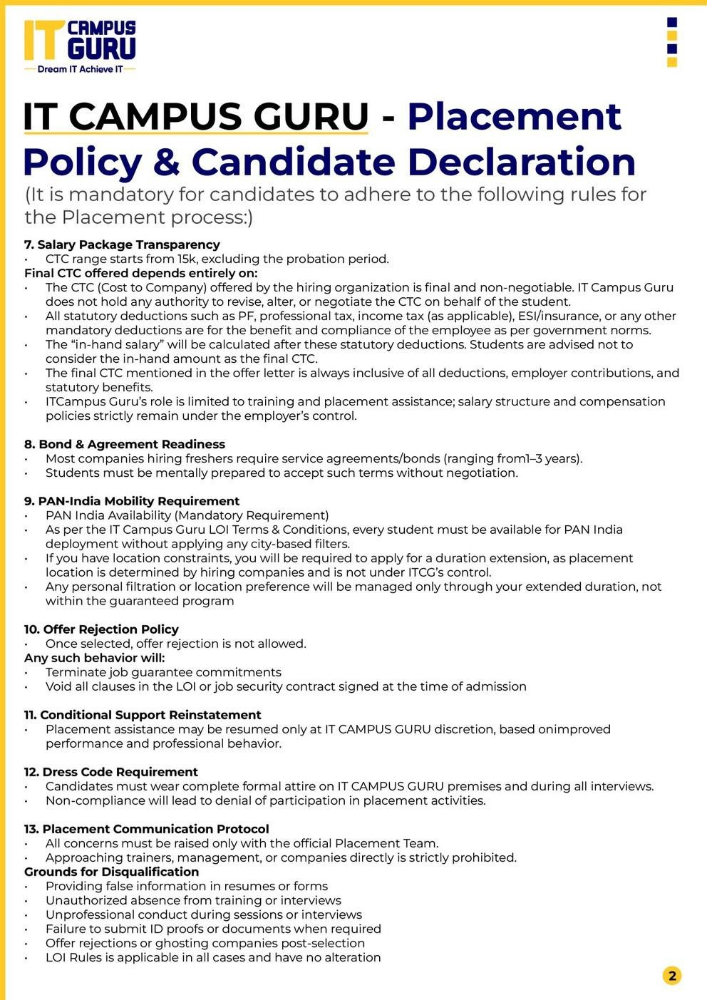 IT CAMPUS
GURU
Dream IT Achieve IT
IT CAMPUS GURU - Placement
Policy & Candidate Declaration
(It is mandatory for candidates to adhere to the following rules for
the Placement process:)
7. Salary Package Transparency
• CTC range starts from 15k, excluding the probation period.
Final CTC offered depends entirely on:
• The CTC (Cost to Company) offered by the hiring organization is final and non-negotiable. IT Campus Guru
does not hold any authority to revise, alter, or negotiate the CTC on behalf of the student.
• All statutory deductions such as PF, professional tax, income tax (as applicable), ESI/insurance, or any other
mandatory deductions are for the benefit and compliance of the employee as per government norms.
• The “in-hand salary” will be calculated after these statutory deductions. Students are advised not to
consider the in-hand amount as the final CTC.
• The final CTC mentioned in the offer letter is always inclusive of all deductions, employer contributions, and
statutory benefits.
• ITCampus Guru’s role is limited to training and placement assistance; salary structure and compensation
policies strictly remain under the employer’s control.
8. Bond & Agreement Readiness
• Most companies hiring freshers require service agreements/bonds (ranging from1–3 years).
• Students must be mentally prepared to accept such terms without negotiation.
9. PAN-India Mobility Requirement
• PAN India Availability (Mandatory Requirement)
• As per the IT Campus Guru LOI Terms & Conditions, every student must be available for PAN India
deployment without applying any city-based filters.
• If you have location constraints, you will be required to apply for a duration extension, as placement
location is determined by hiring companies and is not under ITCG’s control.
• Any personal filtration or location preference will be managed only through your extended duration, not
within the guaranteed program
10. Offer Rejection Policy
• Once selected, offer rejection is not allowed.
Any such behavior will:
• Terminate job guarantee commitments
• Void all clauses in the LOI or job security contract signed at the time of admission
11. Conditional Support Reinstatement
• Placement assistance may be resumed only at IT CAMPUS GURU discretion, based onimproved
performance and professional behavior.
12. Dress Code Requirement
• Candidates must wear complete formal attire on IT CAMPUS GURU premises and during all interviews.
• Non-compliance will lead to denial of participation in placement activities.
13. Placement Communication Protocol
• All concerns must be raised only with the official Placement Team.
• Approaching trainers, management, or companies directly is strictly prohibited.
Grounds for Disqualification
• Providing false information in resumes or forms
• Unauthorized absence from training or interviews
• Unprofessional conduct during sessions or interviews
• Failure to submit ID proofs or documents when required
• Offer rejections or ghosting companies post-selection
• LOI Rules is applicable in all cases and have no alteration
2